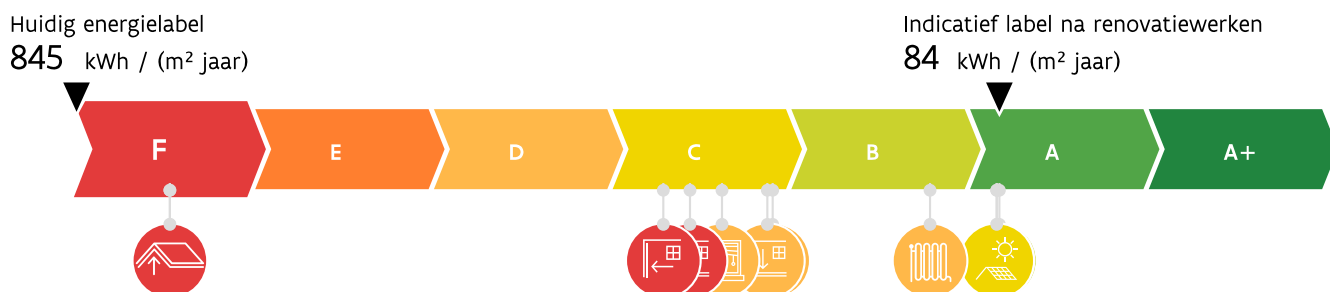 Huidig energielabel
845 kWh / (m² jaar)
Indicatief label na renovatiewerken
84 kWh / (m² jaar)
F E D C B A A+